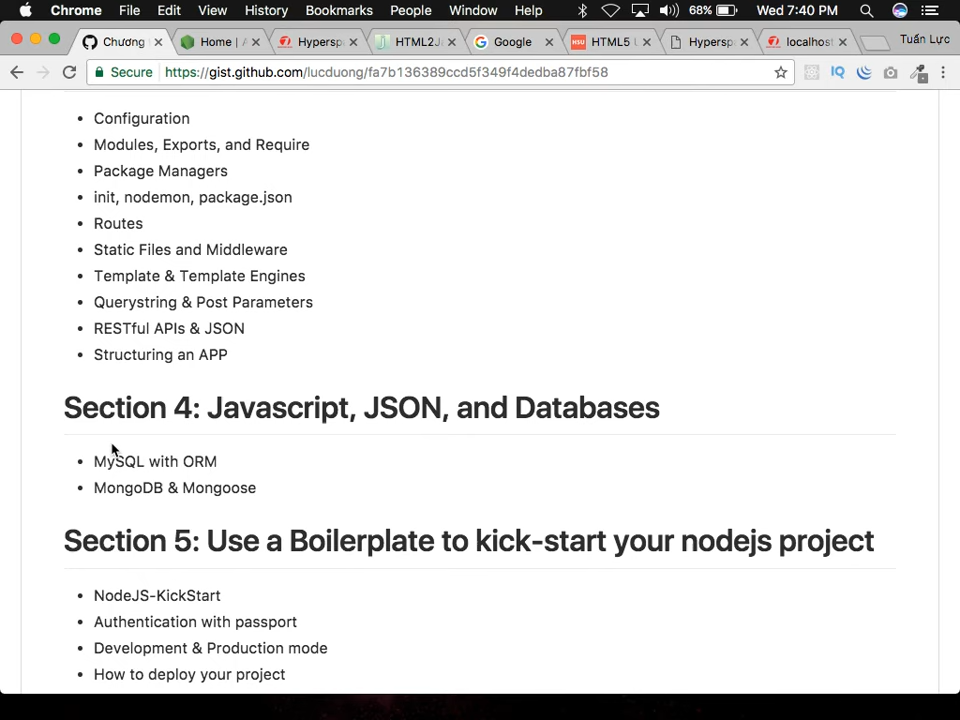 Chrome File Edit View History Bookmarks People Window Help 68% Wed 7:40 PM
Chương Home | Hypersp HTML2J Google HTML5 U Hypersp localhost Tuấn Lực
Secure https://gist.github.com/lucduong/fa7b136389ccd5f349f4dedba87fbf58
• Configuration
• Modules, Exports, and Require
• Package Managers
• init, nodemon, package.json
• Routes
• Static Files and Middleware
• Template & Template Engines
• Querystring & Post Parameters
• RESTful APIs & JSON
• Structuring an APP
Section 4: Javascript, JSON, and Databases
• MySQL with ORM
• MongoDB & Mongoose
Section 5: Use a Boilerplate to kick-start your nodejs project
• NodeJS-KickStart
• Authentication with passport
• Development & Production mode
• How to deploy your project